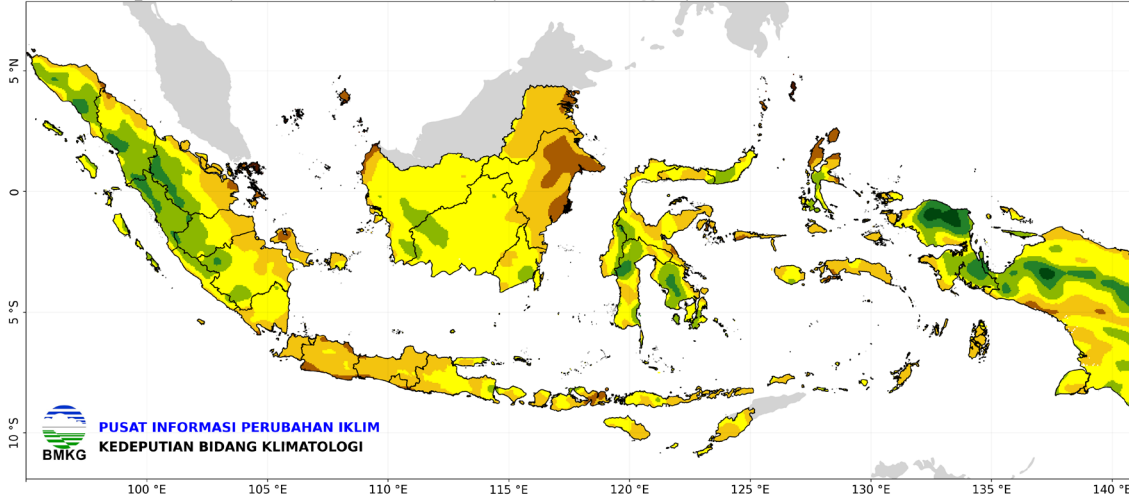 5 °N
0
5 °S
10 °S
BMKG
PUSAT INFORMASI PERUBAHAN IKLIM
KEDEPUTIAN BIDANG KLIMATOLOGI
100 °E
105 °E
110 °E
115 °E
120 °E
125 °E
130 °E
135 °E
140 °E